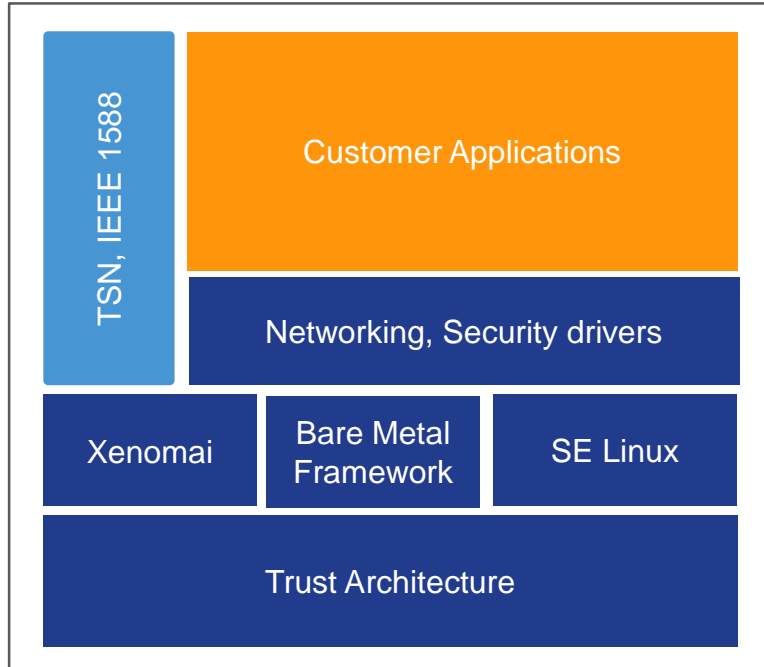 TSN, IEEE 1588
Customer Applications
Networking, Security drivers
Xenomai
Bare Metal
Framework
SE Linux
Trust Architecture